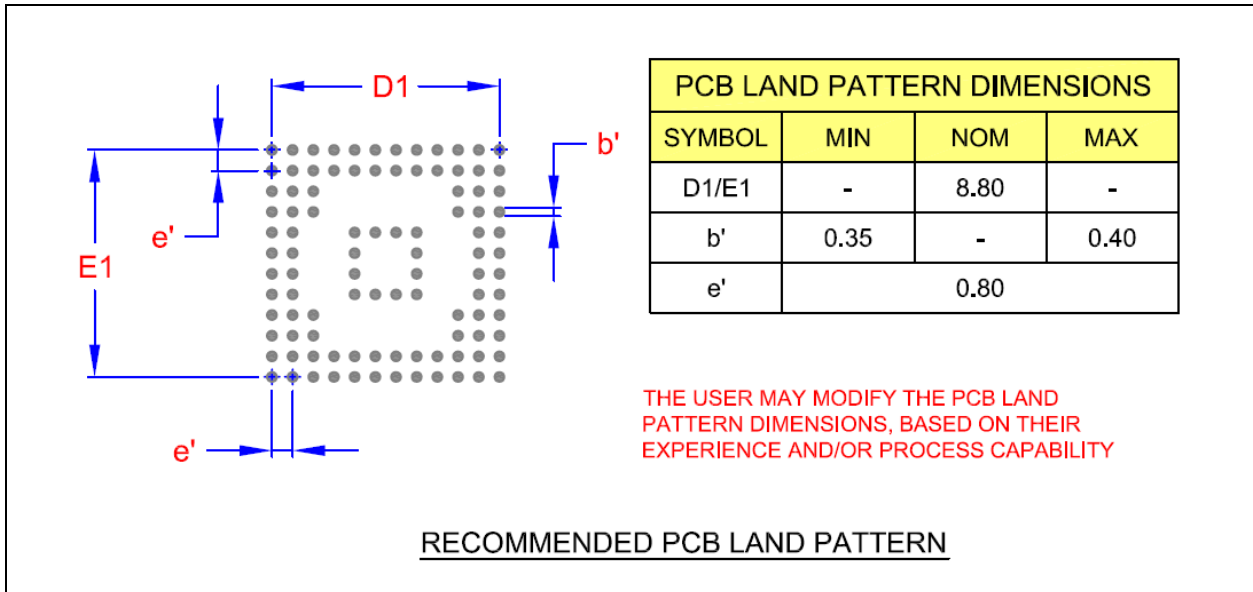 D1
b'
e'
E1
e'
PCB LAND PATTERN DIMENSIONS
SYMBOL MIN NOM MAX
D1/E1 - 8.80 -
b' 0.35 - 0.40
e' 0.80
THE USER MAY MODIFY THE PCB LAND
PATTERN DIMENSIONS, BASED ON THEIR
EXPERIENCE AND/OR PROCESS CAPABILITY
RECOMMENDED PCB LAND PATTERN